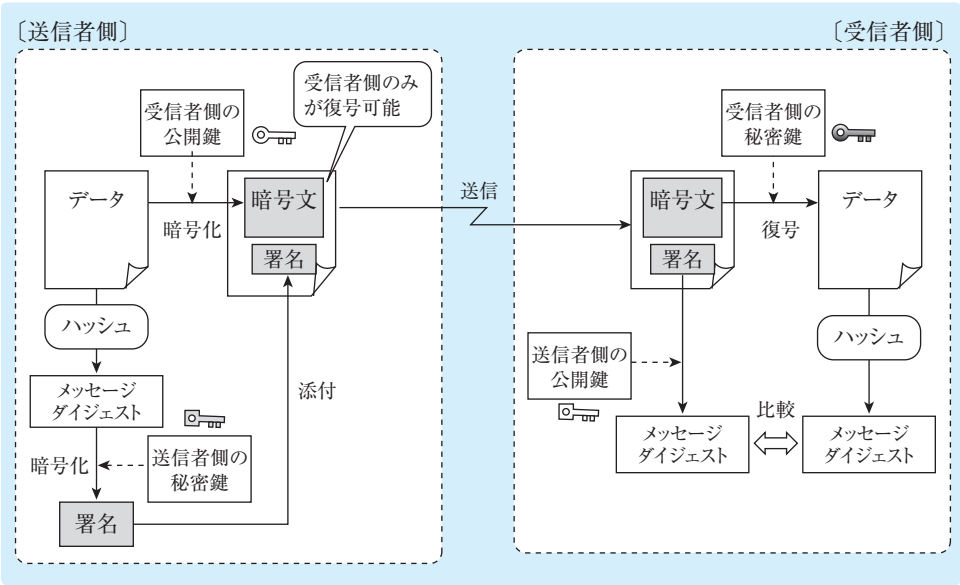 〔送信者側〕
受信者側の
公開鍵
受信者側のみ
が復号可能
データ
暗号化
暗号文
署名
ハッシュ
メッセージ
ダイジェスト
暗号化
送信者側の
秘密鍵
署名
添付
送信
〔受信者側〕
受信者側の
秘密鍵
暗号文
署名
復号
データ
ハッシュ
送信者側の
公開鍵
メッセージ
ダイジェスト
比較
メッセージ
ダイジェスト